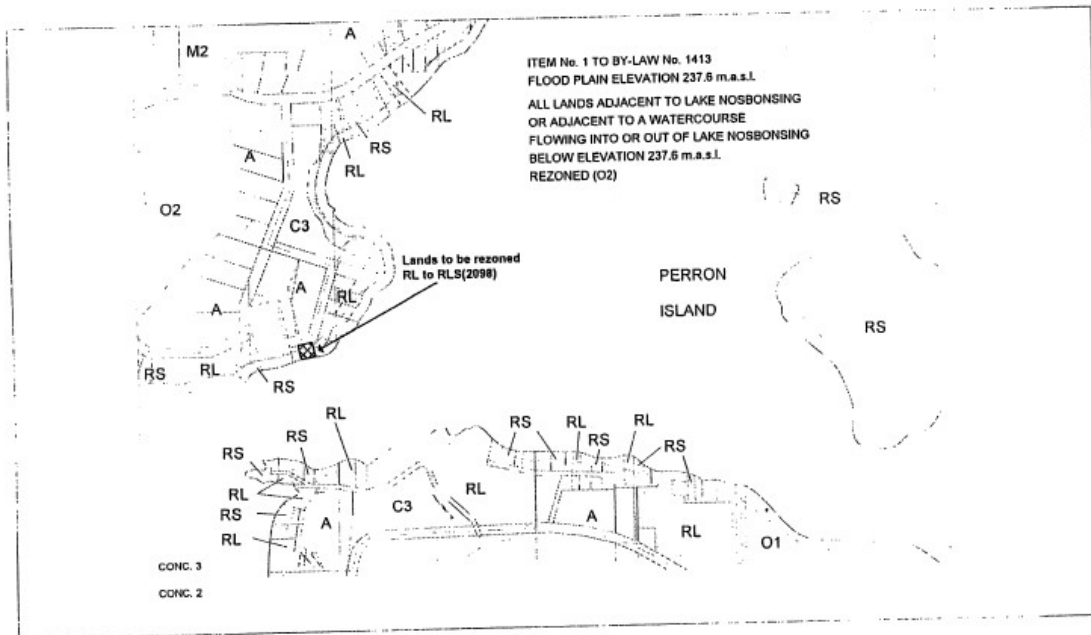 A
M2
ITEM No. 1 TO BY-LAW No. 1413
FLOOD PLAIN ELEVATION 237.6 m.a.s.l.
ALL LANDS ADJACENT TO LAKE NOSBONSING
OR ADJACENT TO A WATERCOURSE
FLOWING INTO OR OUT OF LAKE NOSBONSING
BELOW ELEVATION 237.6 m.a.s.l.
REZONED (O2)
RL
RS
RL
A
O2
C3
RS
Lands to be rezoned
RL to RLS(2098)
PERRON
ISLAND
A
RL
A
RS
RS
RL
RS
RL
RS
RS
RS
RL
RS
RL
RS
RL
RS
RL
A
C3
RL
A
RL
O1
CONC. 3
CONC. 2